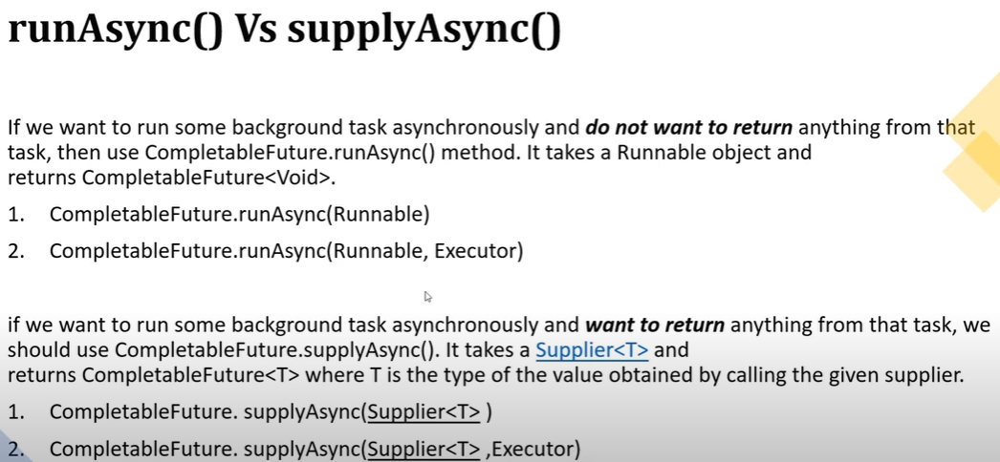 runAsync() Vs supplyAsync()
If we want to run some background task asynchronously and do not want to return anything from that
task, then use CompletableFuture.runAsync() method. It takes a Runnable object and
returns CompletableFuture<Void>.
1. CompletableFuture.runAsync(Runnable)
2. CompletableFuture.runAsync(Runnable, Executor)
if we want to run some background task asynchronously and want to return anything from that task, we
should use CompletableFuture.supplyAsync(). It takes a Supplier<T> and
returns CompletableFuture<T> where T is the type of the value obtained by calling the given supplier.
1. CompletableFuture. supplyAsync(Supplier<T> )
2. CompletableFuture. supplyAsync(Supplier<T> ,Executor)